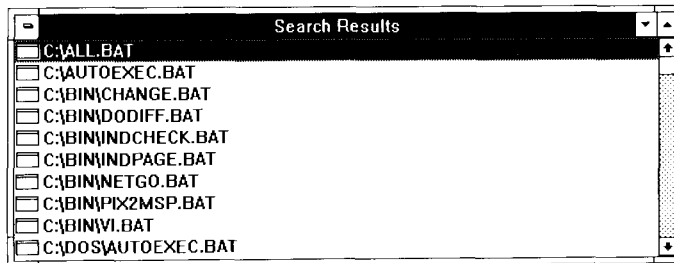 Search Results
C:\ALL.BAT
C:\AUTOEXEC.BAT
C:\BIN\CHANGE.BAT
C:\BIN\DODIFF.BAT
C:\BIN\INDCHECK.BAT
C:\BIN\INDPAGE.BAT
C:\BIN\NETGO.BAT
C:\BIN\PIX2MSP.BAT
C:\BIN\VI.BAT
C:\DOS\AUTOEXEC.BAT